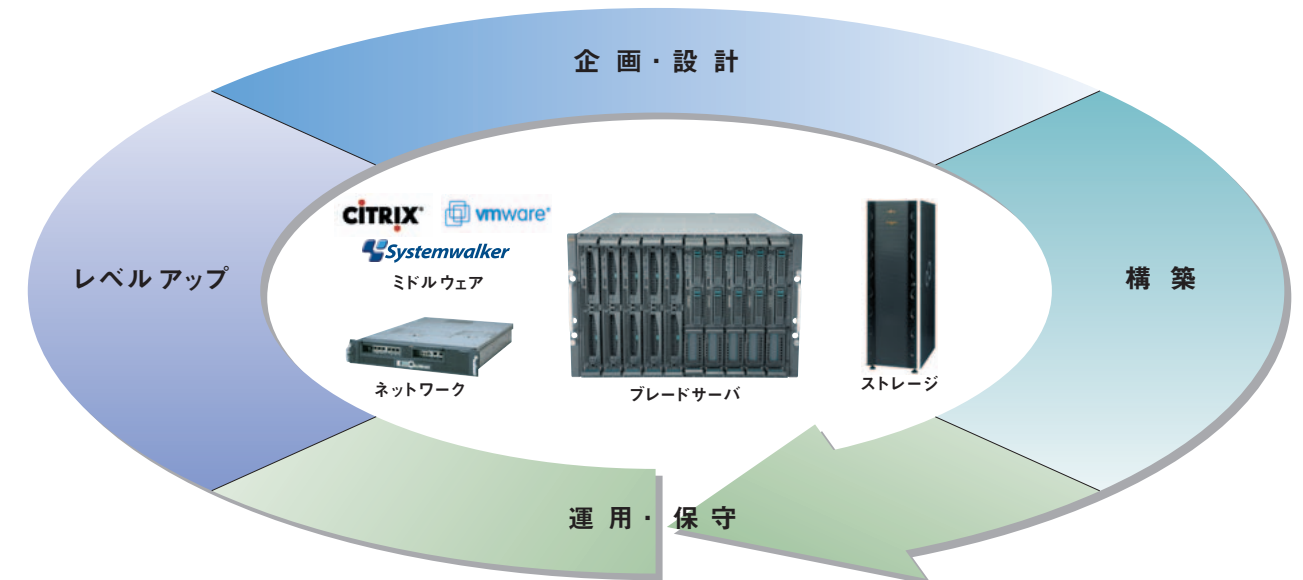 企画・設計
CiTRIX®
vmware®
Systemwalker
ミドルウェア
レベルアップ
構築
ネットワーク
ブレードサーバ
ストレージ
運用・保守